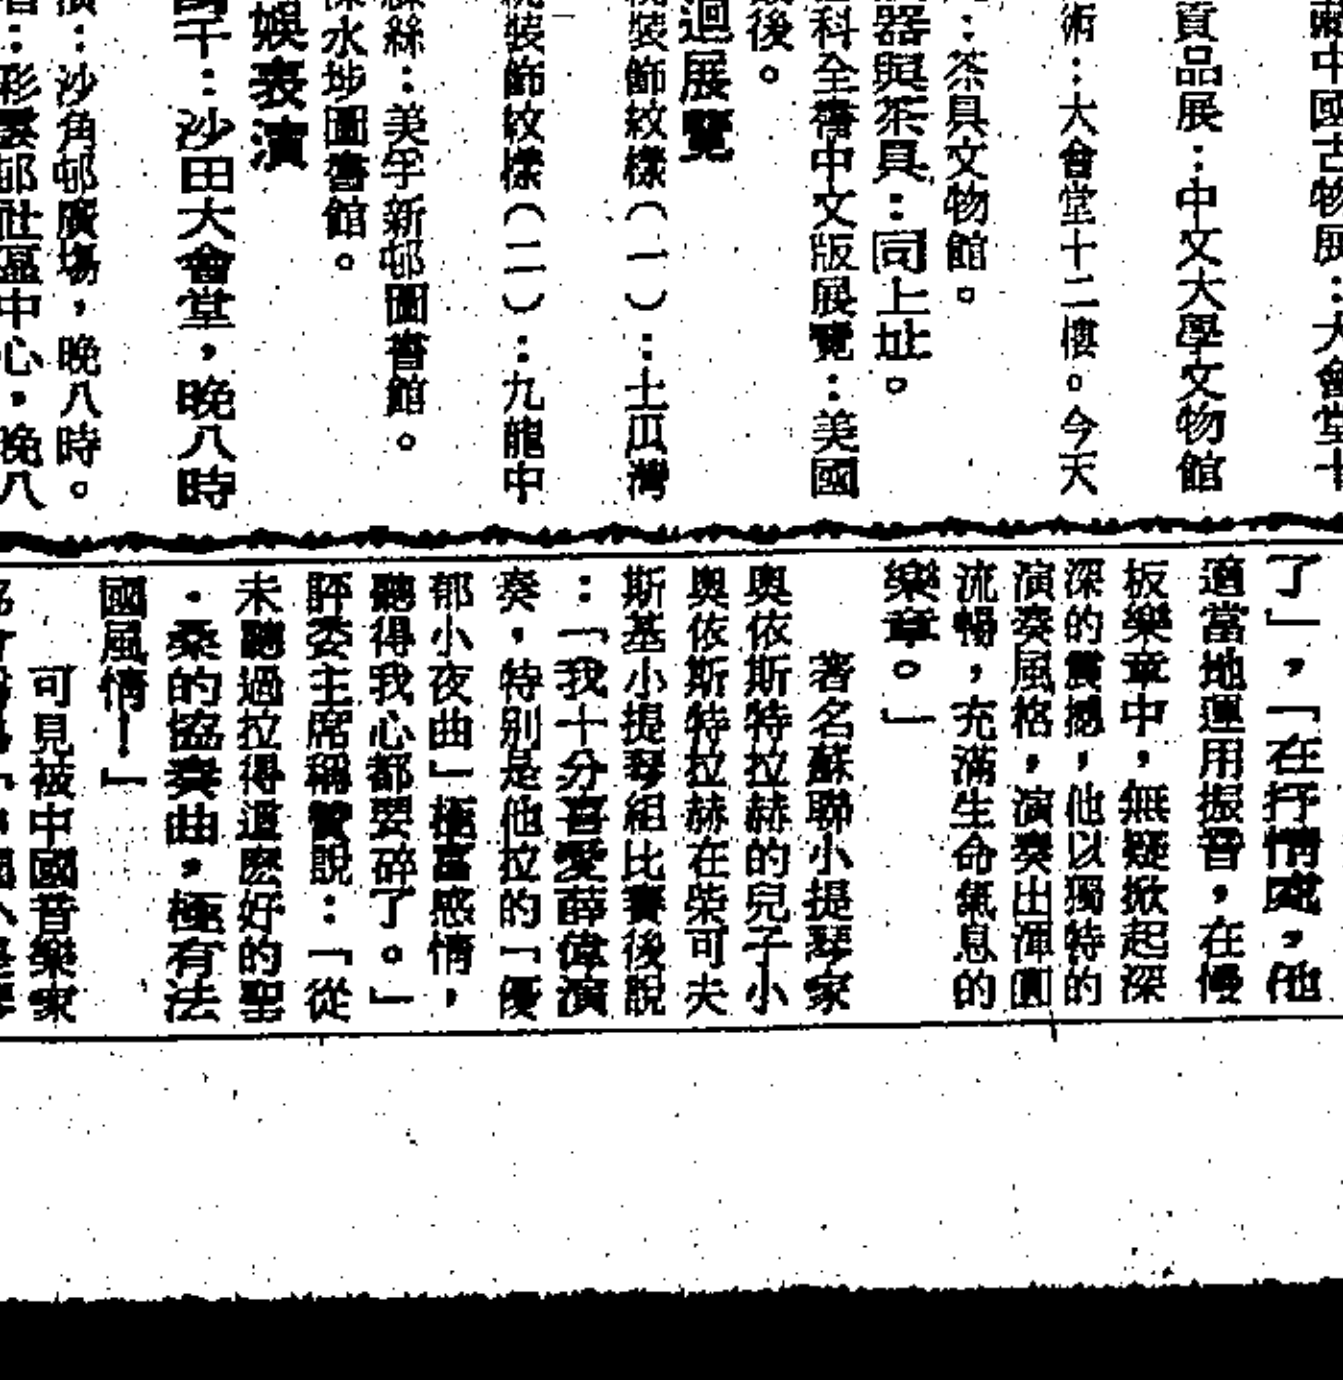 中國古物展：大會堂十
質品展：中文大學文物館
術：大會堂十二樓。今天
：茶具文物館。
器與茶具：同上址。
科全書中文版展覽：美國
後。
迴展覽
裝飾紋樣（一）：土瓜灣
裝飾紋樣（二）：九龍中
絲：美孚新邨圖書館。
水埗圖書館。
娛表演
千：沙田大會堂，晚八時
：沙角邨廣場，晚八時。
：彩雲邨社區中心，晚八
了」，「在抒情處，他
適當地運用振音，在慢
板樂章中，無疑掀起深
深的震撼，他以獨特的
演奏風格，演奏出渾圓
流暢，充滿生命氣息的
樂章。」
著名蘇聯小提琴家
奧依斯特拉赫的兒子小
奧依斯特拉赫在柴可夫
斯基小提琴組比賽後說
：「我十分喜愛薛偉演
奏，特別是他拉的「優
郁小夜曲」極富感情，
聽得我心都要碎了。」
評委主席稱贊說：「從
未聽過拉得這麽好的聖
·桑的協奏曲，極有法
國風情！」
可見被中國音樂家